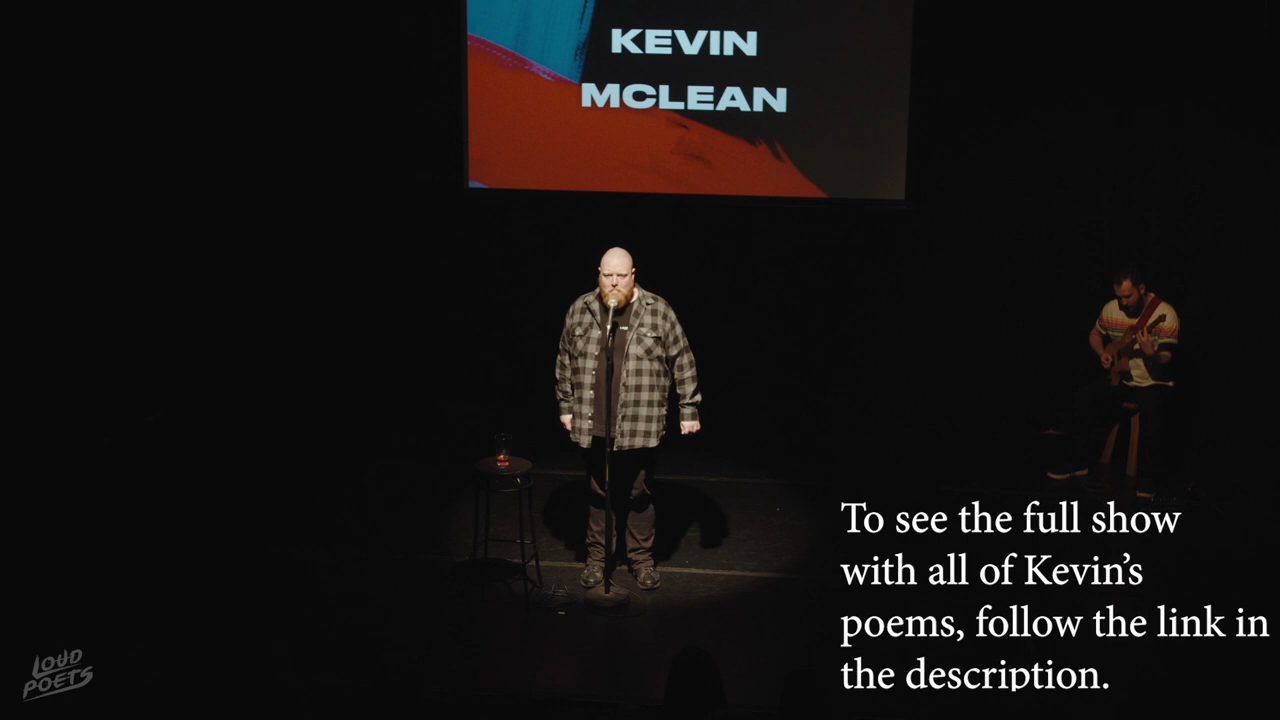 KEVIN
MCLEAN
To see the full show
with all of Kevin's
poems, follow the link in
the description.
LOUD
POETS